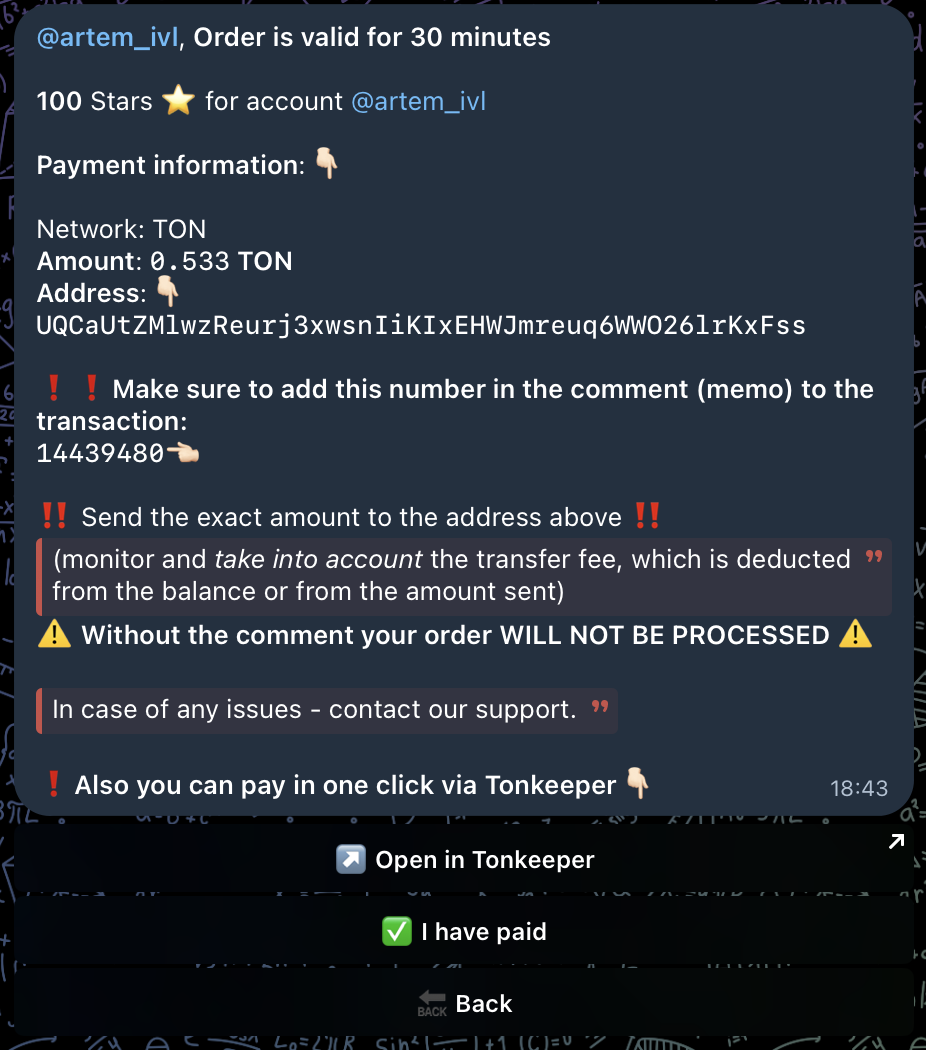 @artem_ivl, Order is valid for 30 minutes
100 Stars ⭐ for account @artem_ivl
Payment information: 👇🏻
Network: TON
Amount: 0.533 TON
Address: 👇🏻
UQCaUtZMlwzReurj3xwsnIiKIxEHWJmreuq6WWO26lrKxFss
❗ ❗ Make sure to add this number in the comment (memo) to the
transaction:
14439480👈🏻
‼️ Send the exact amount to the address above ‼️
(monitor and take into account the transfer fee, which is deducted
from the balance or from the amount sent)
⚠️ Without the comment your order WILL NOT BE PROCESSED ⚠️
In case of any issues - contact our support.
❗ Also you can pay in one click via Tonkeeper 👇🏻
18:43
↗️ Open in Tonkeeper
✅ I have paid
🔙 Back